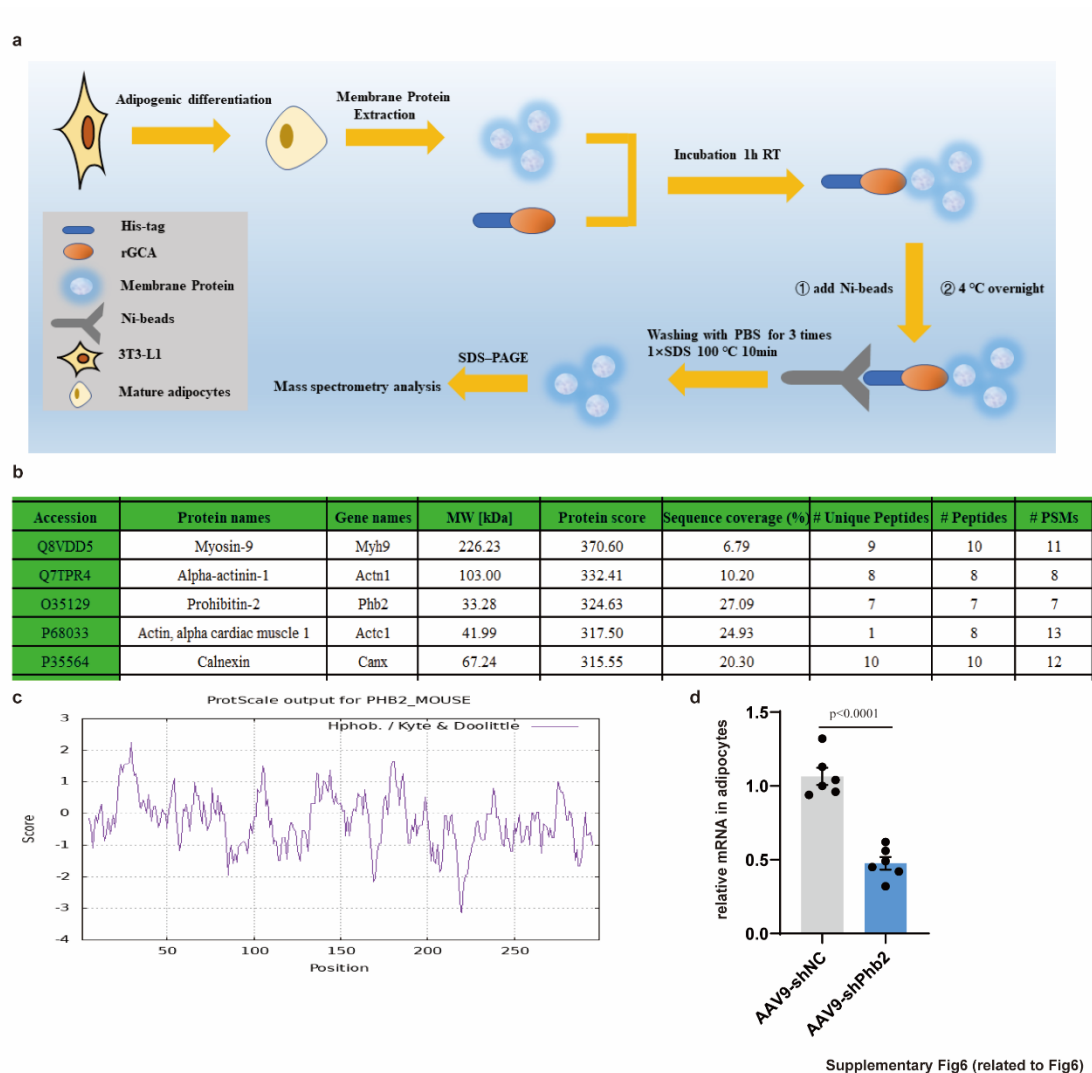 a
Adipogenic differentiation
Membrane Protein
Extraction
Incubation 1h RT
His-tag
rGCA
Membrane Protein
Ni-beads
3T3-L1
Mature adipocytes
① add Ni-beads
② 4 ℃ overnight
Washing with PBS for 3 times
1×SDS 100 ℃ 10min
SDS–PAGE
Mass spectrometry analysis
b
Accession Protein names Gene names MW [kDa] Protein score Sequence coverage (%) # Unique Peptides # Peptides # PSMs
Q8VDD5 Myosin-9 Myh9 226.23 370.60 6.79 9 10 11
Q7TPR4 Alpha-actinin-1 Actn1 103.00 332.41 10.20 8 8 8
O35129 Prohibitin-2 Phb2 33.28 324.63 27.09 7 7 7
P68033 Actin, alpha cardiac muscle 1 Actc1 41.99 317.50 24.93 1 8 13
P35564 Calnexin Canx 67.24 315.55 20.30 10 10 12
c
ProtScale output for PHB2_MOUSE
Hphob. / Kyte & Doolittle
3
2
1
0
-1
-2
-3
-4
Score
50 100 150 200 250
Position
d
p<0.0001
1.5
1.0
0.5
0.0
relative mRNA in adipocytes
AAV9-shNC
AAV9-shPhb2
Supplementary Fig6 (related to Fig6)